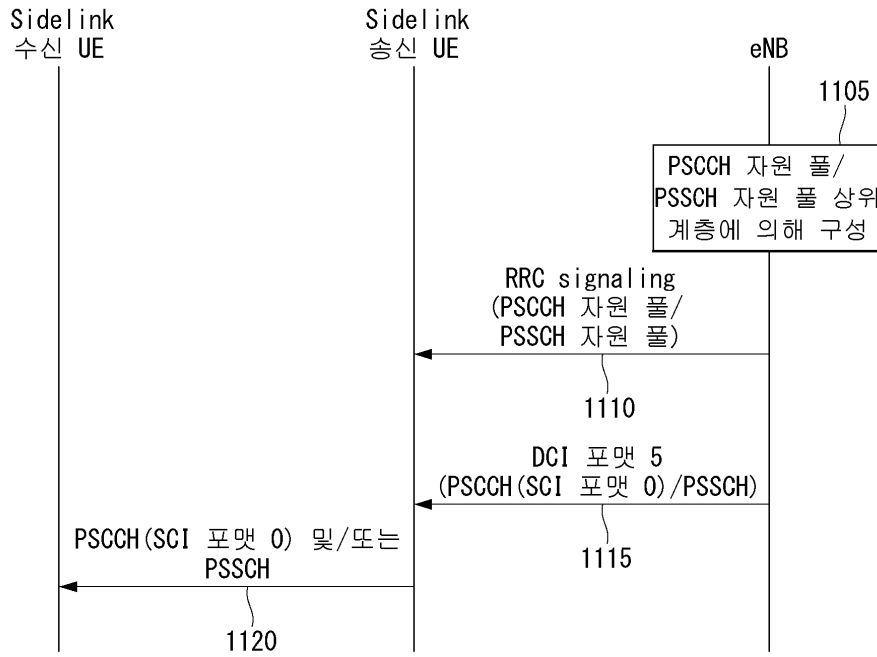 Sidelink
수신 UE
Sidelink
송신 UE
eNB
1105
PSCCH 자원 풀/
PSSCH 자원 풀 상위
계층에 의해 구성
RRC signaling
(PSCCH 자원 풀/
PSSCH 자원 풀)
1110
DCI 포맷 5
(PSCCH(SCI 포맷 0)/PSSCH)
1115
PSCCH(SCI 포맷 0) 및/또는
PSSCH
1120